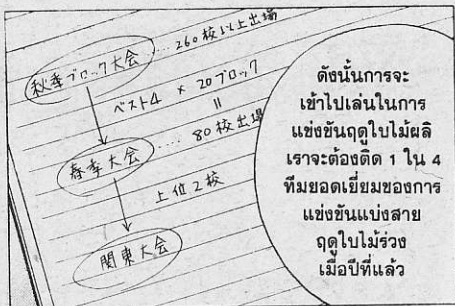 秋季ブロック大会 .... 260校以上出場
ベスト4 × 20ブロック
=
春季大会 .... 80校出場
上位2校
関東大会
ดังนั้นการจะ
เข้าไปเล่นในการ
แข่งขันฤดูใบไม้ผลิ
เราจะต้องติด 1 ใน 4
ทีมยอดเยี่ยมของการ
แข่งขันแบ่งสาย
ฤดูใบไม้ร่วง
เมื่อปีที่แล้ว